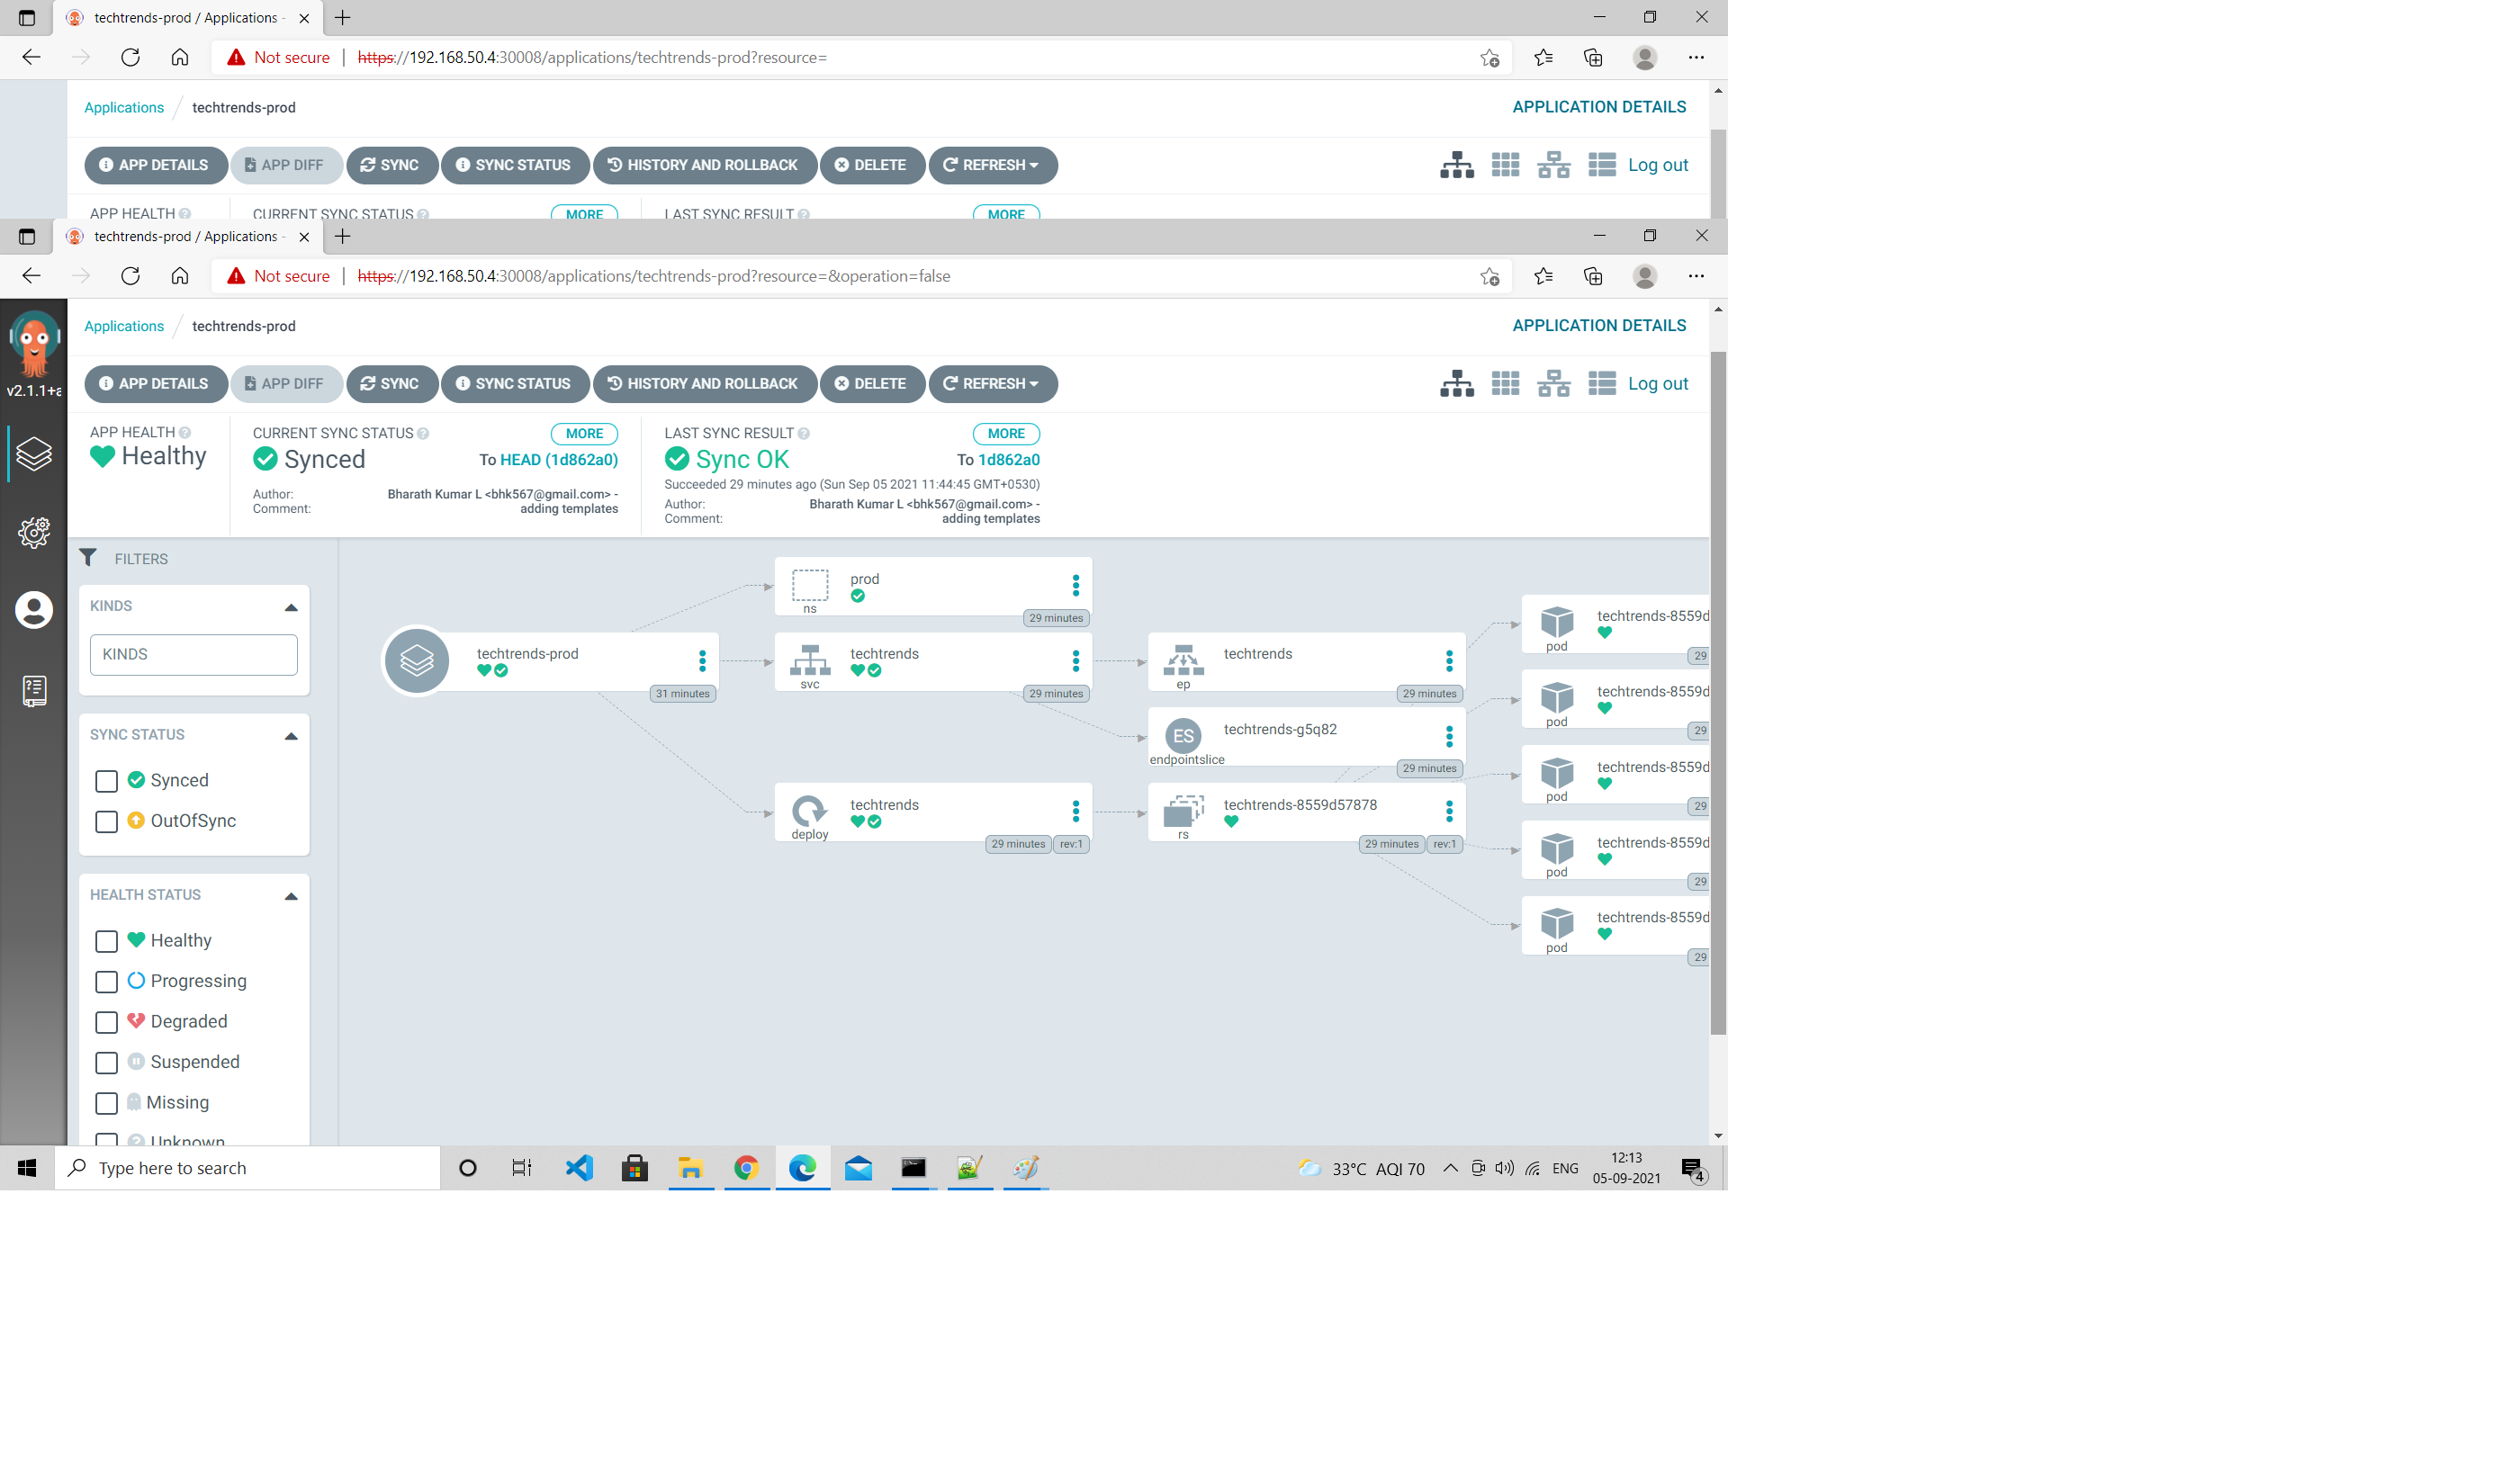 techtrends-prod / Applications -
Not secure | https://192.168.50.4:30008/applications/techtrends-prod?resource=
Applications / techtrends-prod
APPLICATION DETAILS
APP DETAILS APP DIFF SYNC SYNC STATUS HISTORY AND ROLLBACK DELETE REFRESH
Log out
APP HEALTH CURRENT SYNC STATUS MORE LAST SYNC RESULT MORE
techtrends-prod / Applications -
Not secure | https://192.168.50.4:30008/applications/techtrends-prod?resource=&operation=false
Applications / techtrends-prod
APPLICATION DETAILS
v2.1.1+a
APP DETAILS APP DIFF SYNC SYNC STATUS HISTORY AND ROLLBACK DELETE REFRESH
Log out
APP HEALTH
Healthy
CURRENT SYNC STATUS MORE
Synced To HEAD (1d862a0)
Author: Bharath Kumar L <bhk567@gmail.com> -
Comment: adding templates
LAST SYNC RESULT MORE
Sync OK To 1d862a0
Succeeded 29 minutes ago (Sun Sep 05 2021 11:44:45 GMT+0530)
Author: Bharath Kumar L <bhk567@gmail.com> -
Comment: adding templates
FILTERS
KINDS
KINDS
SYNC STATUS
Synced
OutOfSync
HEALTH STATUS
Healthy
Progressing
Degraded
Suspended
Missing
Unknown
techtrends-prod
31 minutes
prod
ns
29 minutes
techtrends
svc
29 minutes
techtrends
deploy
29 minutes rev:1
techtrends
ep
29 minutes
ES
techtrends-g5q82
endpointslice
29 minutes
techtrends-8559d57878
rs
29 minutes rev:1
techtrends-8559d
pod
29
techtrends-8559d
pod
29
techtrends-8559d
pod
29
techtrends-8559d
pod
29
techtrends-8559d
pod
29
Type here to search
33°C AQI 70
ENG
12:13
05-09-2021
4